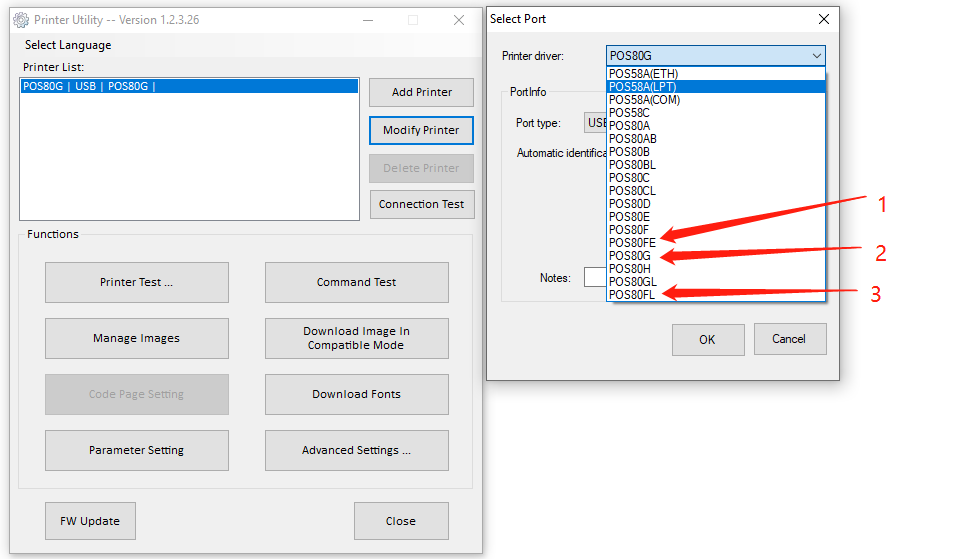 Printer Utility -- Version 1.2.3.26
Select Language
Printer List:
POS80G | USB | POS80G |
Add Printer
Modify Printer
Delete Printer
Connection Test
Functions
Printer Test ...
Command Test
Manage Images
Download Image In
Compatible Mode
Code Page Setting
Download Fonts
Parameter Setting
Advanced Settings ...
FW Update
Close
Select Port
Printer driver:
POS80G
POS58A(ETH)
POS58A(LPT)
POS58A(COM)
POS58C
POS80A
POS80AB
POS80B
POS80BL
POS80C
POS80CL
POS80D
POS80E
POS80F
POS80FE
POS80G
POS80H
POS80GL
POS80FL
PortInfo
Port type:
USB
Automatic identifica
Notes:
OK
Cancel
1
2
3